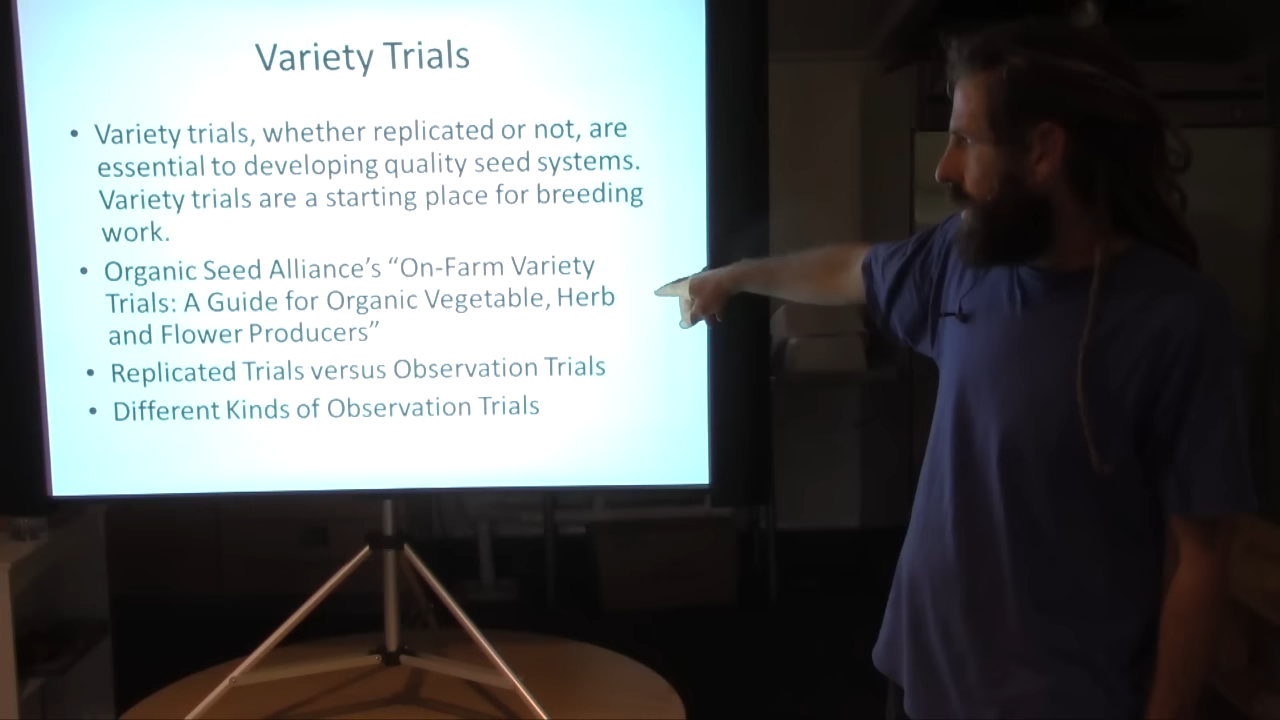 Variety Trials
• Variety trials, whether replicated or not, are
essential to developing quality seed systems.
Variety trials are a starting place for breeding
work.
• Organic Seed Alliance's “On-Farm Variety
Trials: A Guide for Organic Vegetable, Herb
and Flower Producers”
• Replicated Trials versus Observation Trials
• Different Kinds of Observation Trials